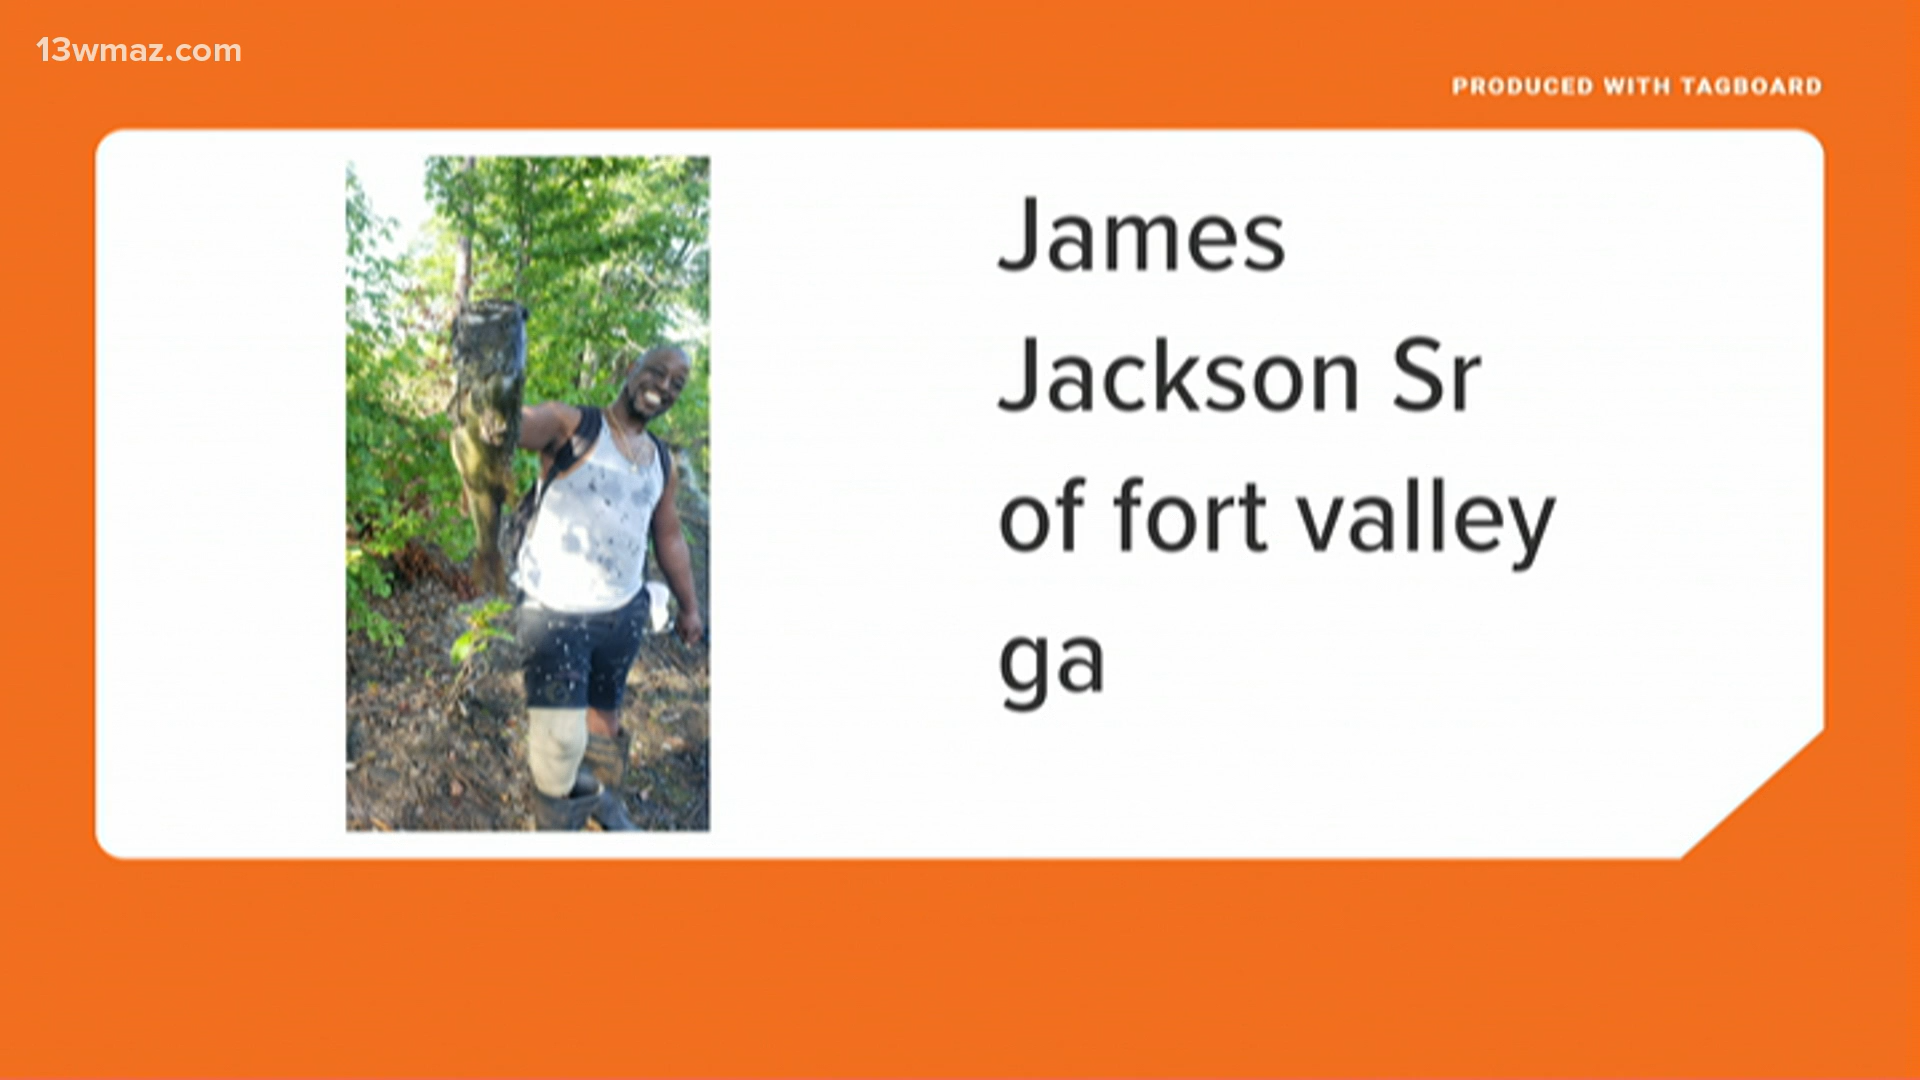 13wmaz.com
PRODUCED WITH TAGBOARD
James
Jackson Sr
of fort valley
ga